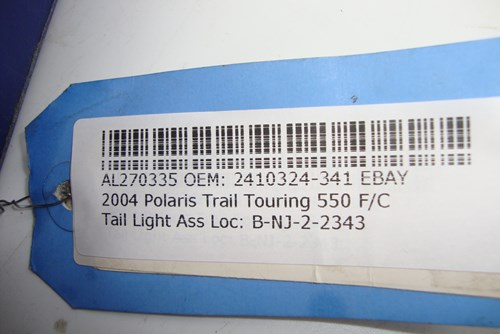 AL270335 OEM: 2410324-341 EBAY
2004 Polaris Trail Touring 550 F/C
Tail Light Ass Loc: B-NJ-2-2343